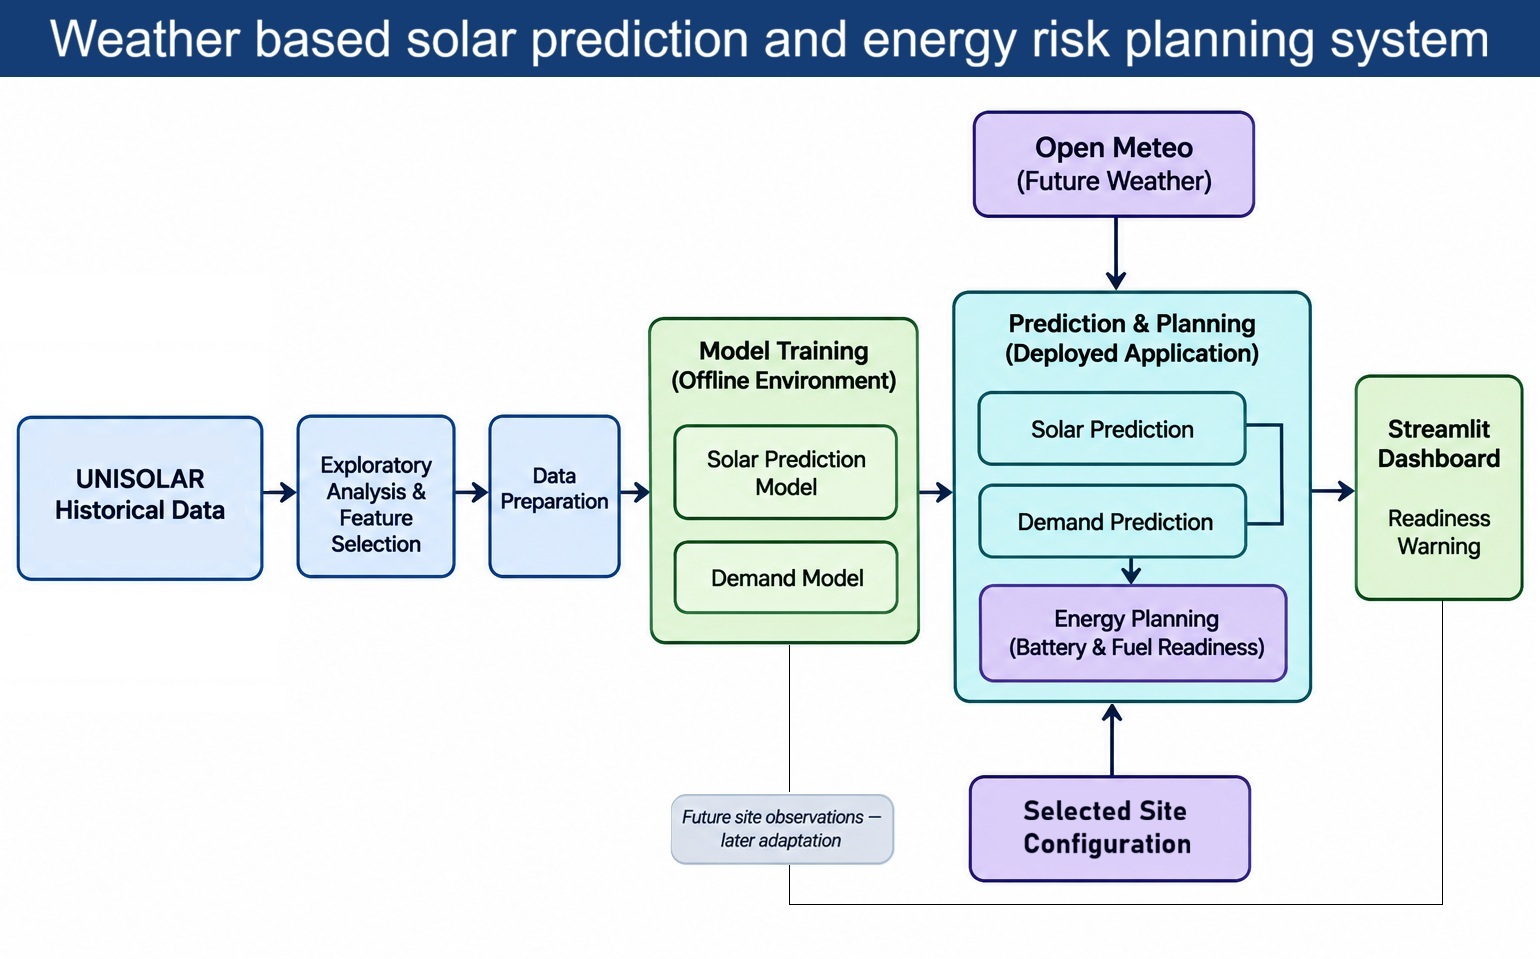 Weather based solar prediction and energy risk planning system
Open Meteo
(Future Weather)
UNISOLAR
Historical Data
Exploratory
Analysis &
Feature
Selection
Data
Preparation
Model Training
(Offline Environment)
Solar Prediction
Model
Demand Model
Prediction & Planning
(Deployed Application)
Solar Prediction
Demand Prediction
Energy Planning
(Battery & Fuel Readiness)
Streamlit
Dashboard
Readiness
Warning
Future site observations —
later adaptation
Selected Site
Configuration